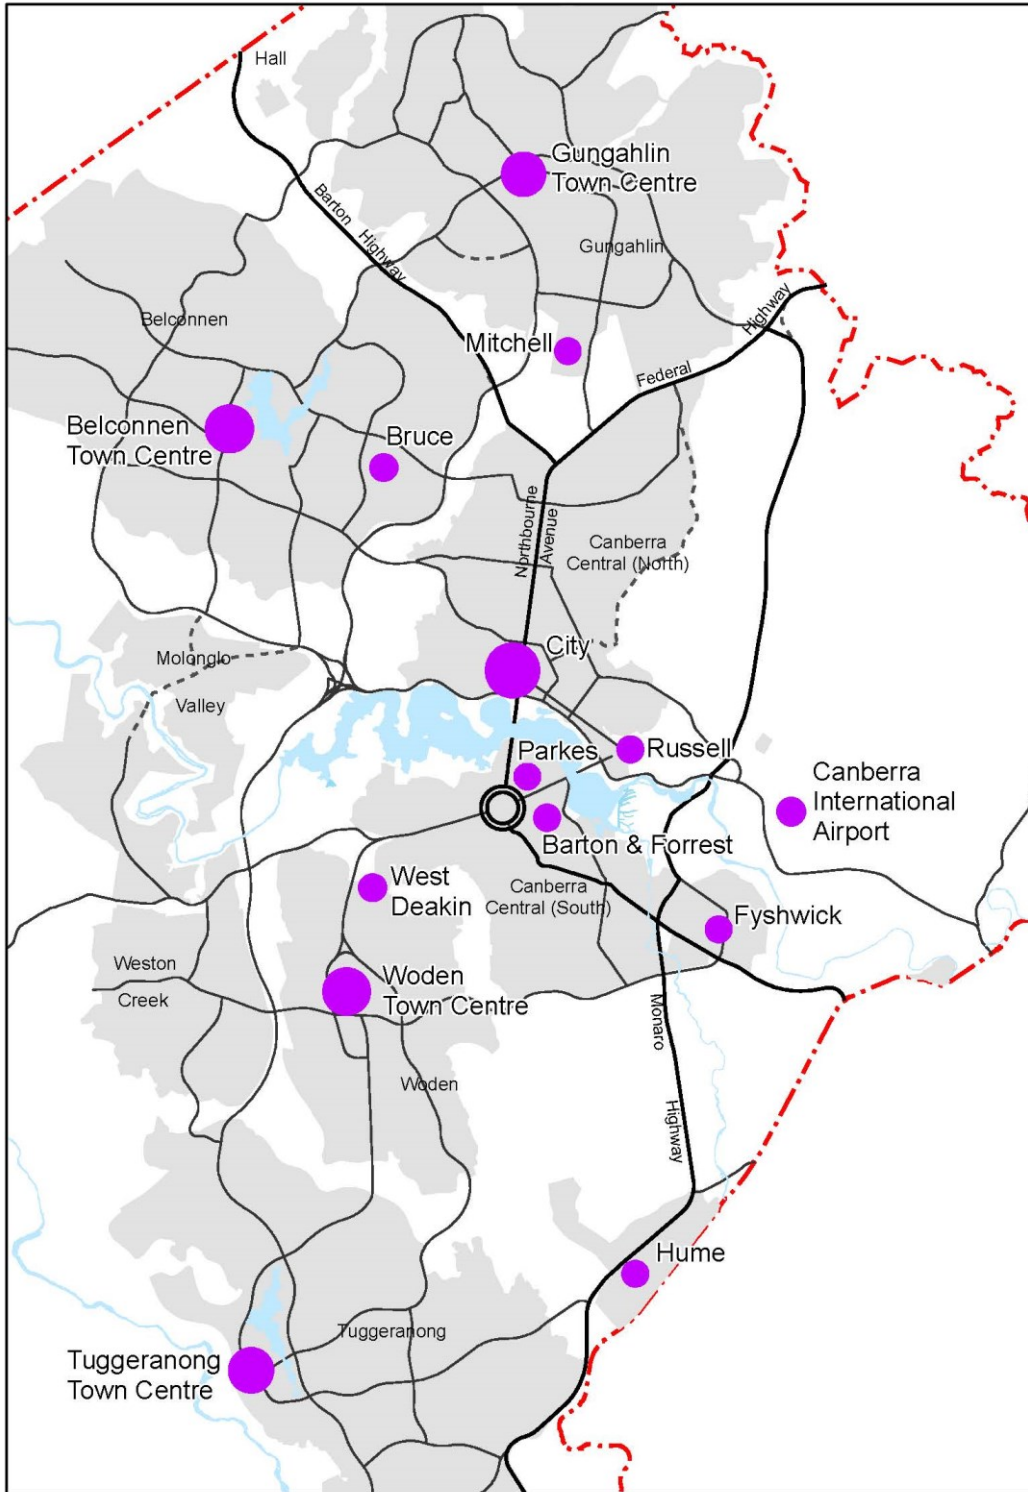 Hall
Gungahlin
Town Centre
Barton
Highway
Gungahlin
Belconnen
Highway
Mitchell
Federal
Belconnen
Town Centre
Bruce
Northbourne
Avenue
Canberra
Central (North)
City
Molonglo
Valley
Parkes
Russell
Canberra
International
Airport
Barton & Forrest
West
Deakin
Canberra
Central (South)
Fyshwick
Weston
Creek
Woden
Town Centre
Monaro
Highway
Woden
Hume
Tuggeranong
Tuggeranong
Town Centre